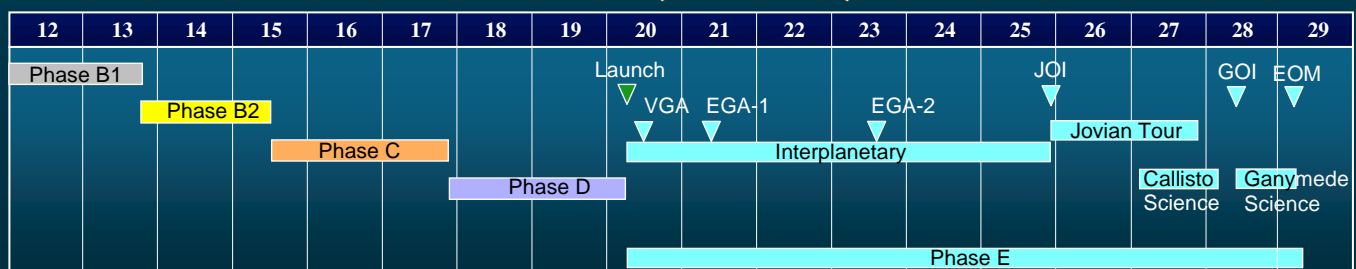 12 13 14 15 16 17 18 19 20 21 22 23 24 25 26 27 28 29
Phase B1
Launch
JOI
GOI
EOM
Phase B2
VGA
EGA-1
EGA-2
Jovian Tour
Phase C
Interplanetary
Phase D
Callisto
Science
Ganymede
Science
Phase E